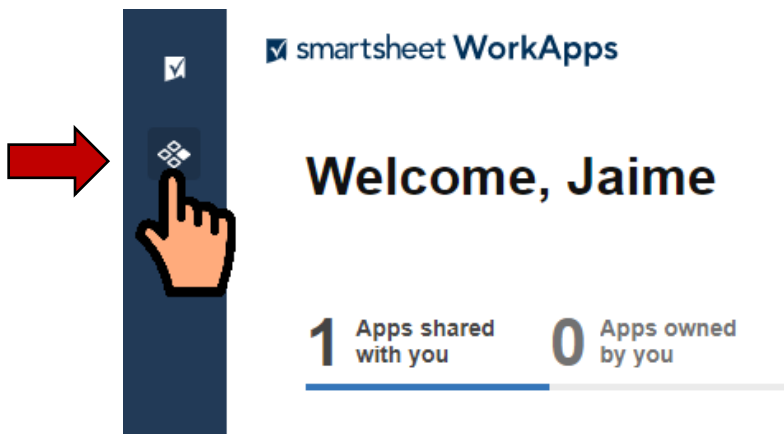 smartsheet WorkApps
Welcome, Jaime
1 Apps shared with you
0 Apps owned by you